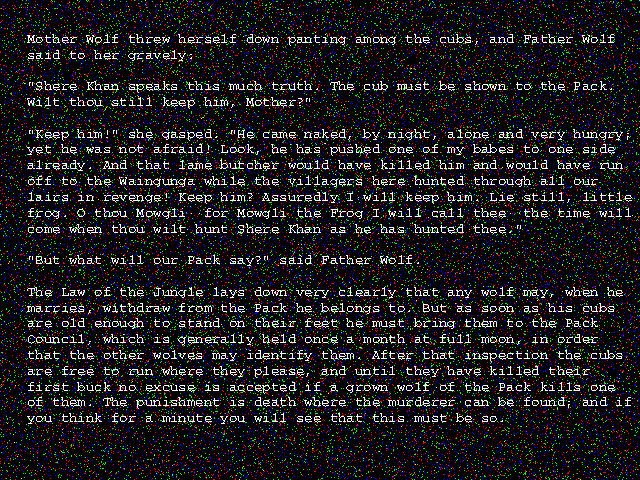 Mother Wolf threw herself down panting among the cubs, and Father Wolf
said to her gravely:
"Shere Khan speaks this much truth. The cub must be shown to the Pack.
Wilt thou still keep him, Mother?"
"Keep him!" she gasped. "He came naked, by night, alone and very hungry;
yet he was not afraid! Look, he has pushed one of my babes to one side
already. And that lame butcher would have killed him and would have run
off to the Waingunga while the villagers here hunted through all our
lairs in revenge! Keep him? Assuredly I will keep him. Lie still, little
frog. O thou Mowgli  for Mowgli the Frog I will call thee  the time will
come when thou wilt hunt Shere Khan as he has hunted thee."
"But what will our Pack say?" said Father Wolf.
The Law of the Jungle lays down very clearly that any wolf may, when he
marries, withdraw from the Pack he belongs to. But as soon as his cubs
are old enough to stand on their feet he must bring them to the Pack
Council, which is generally held once a month at full moon, in order
that the other wolves may identify them. After that inspection the cubs
are free to run where they please, and until they have killed their
first buck no excuse is accepted if a grown wolf of the Pack kills one
of them. The punishment is death where the murderer can be found; and if
you think for a minute you will see that this must be so.